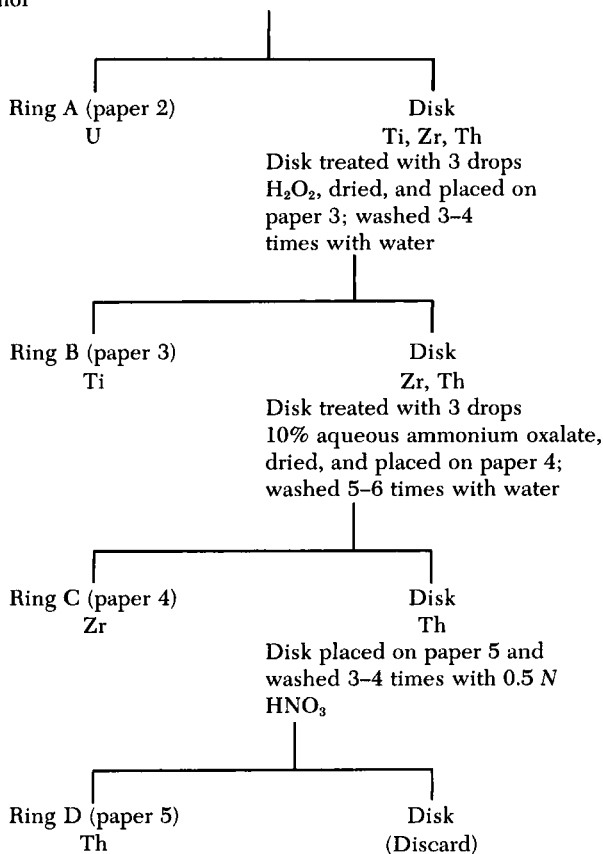 Ring A (paper 2)
U
Disk
Ti, Zr, Th
Disk treated with 3 drops
H₂O₂, dried, and placed on
paper 3; washed 3–4
times with water
Ring B (paper 3)
Ti
Disk
Zr, Th
Disk treated with 3 drops
10% aqueous ammonium oxalate,
dried, and placed on paper 4;
washed 5–6 times with water
Ring C (paper 4)
Zr
Disk
Th
Disk placed on paper 5 and
washed 3–4 times with 0.5 N
HNO₃
Ring D (paper 5)
Th
Disk
(Discard)